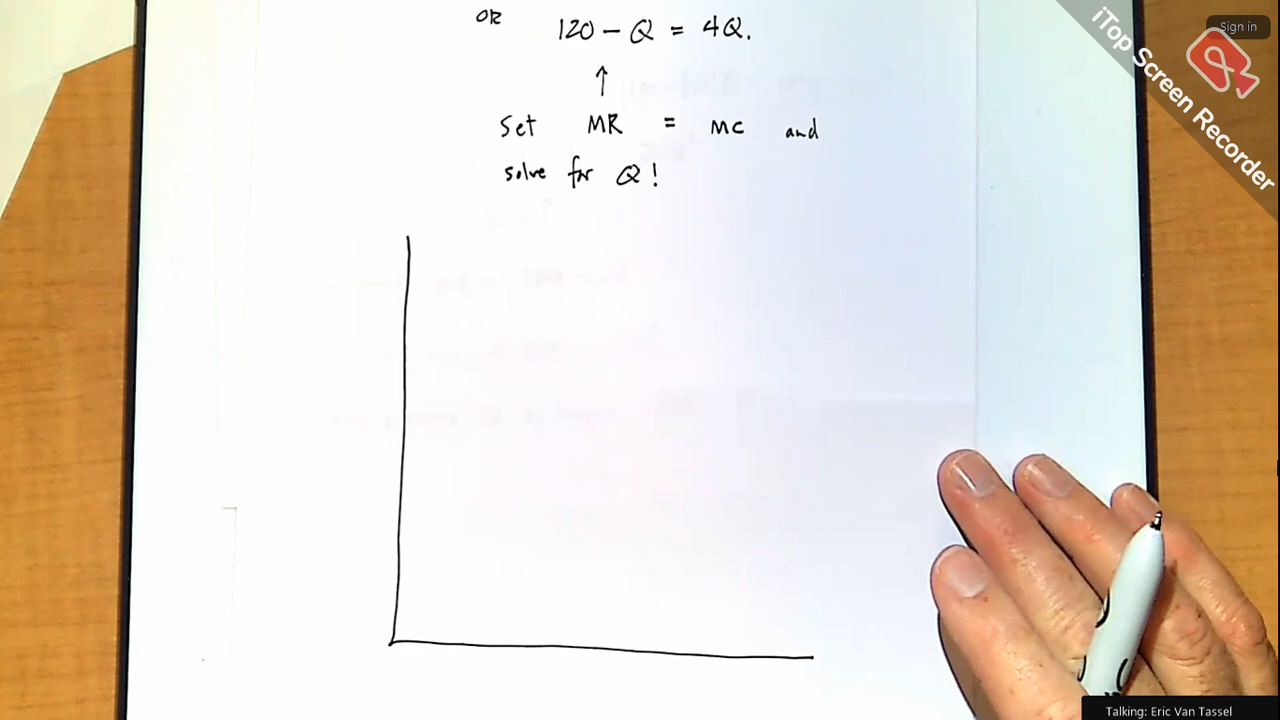 OR 120 - Q = 4Q.
↑
Set MR = MC and
solve for Q!
Sign in
iTop Screen Recorder
Talking: Eric Van Tassel